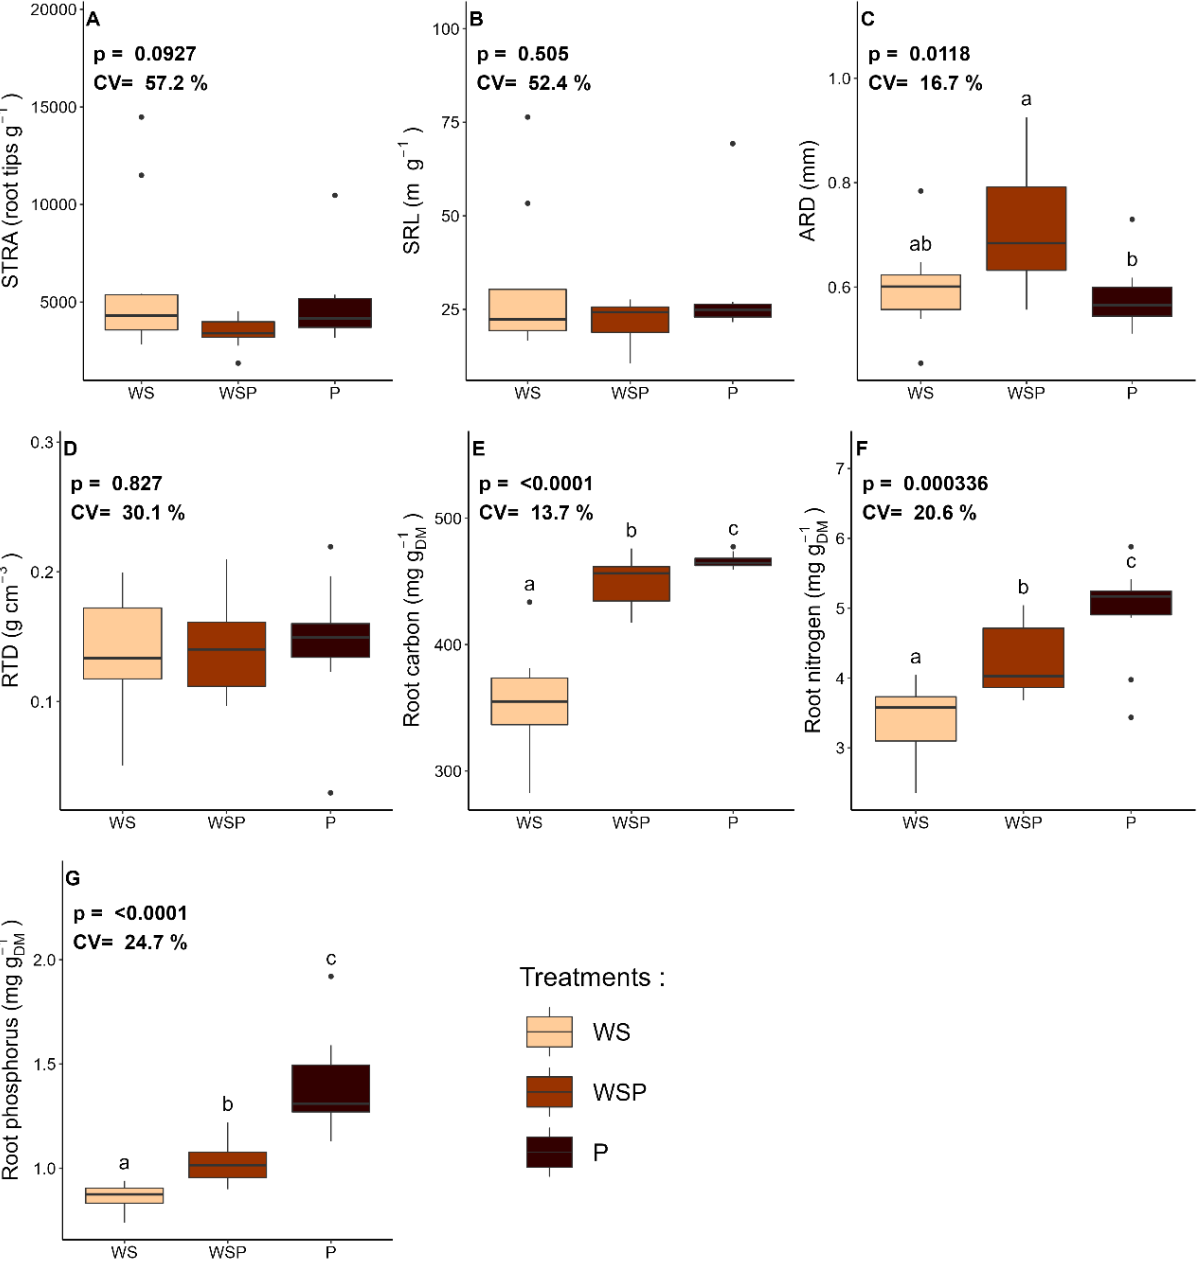 A
p = 0.0927
CV= 57.2 %
STRA (root tips g⁻¹ )
20000
15000
10000
5000
WS WSP P
B
p = 0.505
CV= 52.4 %
SRL (m g⁻¹ )
100
75
50
25
WS WSP P
C
p = 0.0118
CV= 16.7 %
ARD (mm)
1.0
0.8
0.6
ab a b
WS WSP P
D
p = 0.827
CV= 30.1 %
RTD (g cm⁻³ )
0.3
0.2
0.1
WS WSP P
E
p = <0.0001
CV= 13.7 %
Root carbon (mg g⁻¹DM )
500
400
300
a b c
WS WSP P
F
p = 0.000336
CV= 20.6 %
Root nitrogen (mg g⁻¹DM )
7
6
5
4
3
a b c
WS WSP P
G
p = <0.0001
CV= 24.7 %
Root phosphorus (mg g⁻¹DM )
2.0
1.5
1.0
a b c
WS WSP P
Treatments :
WS
WSP
P